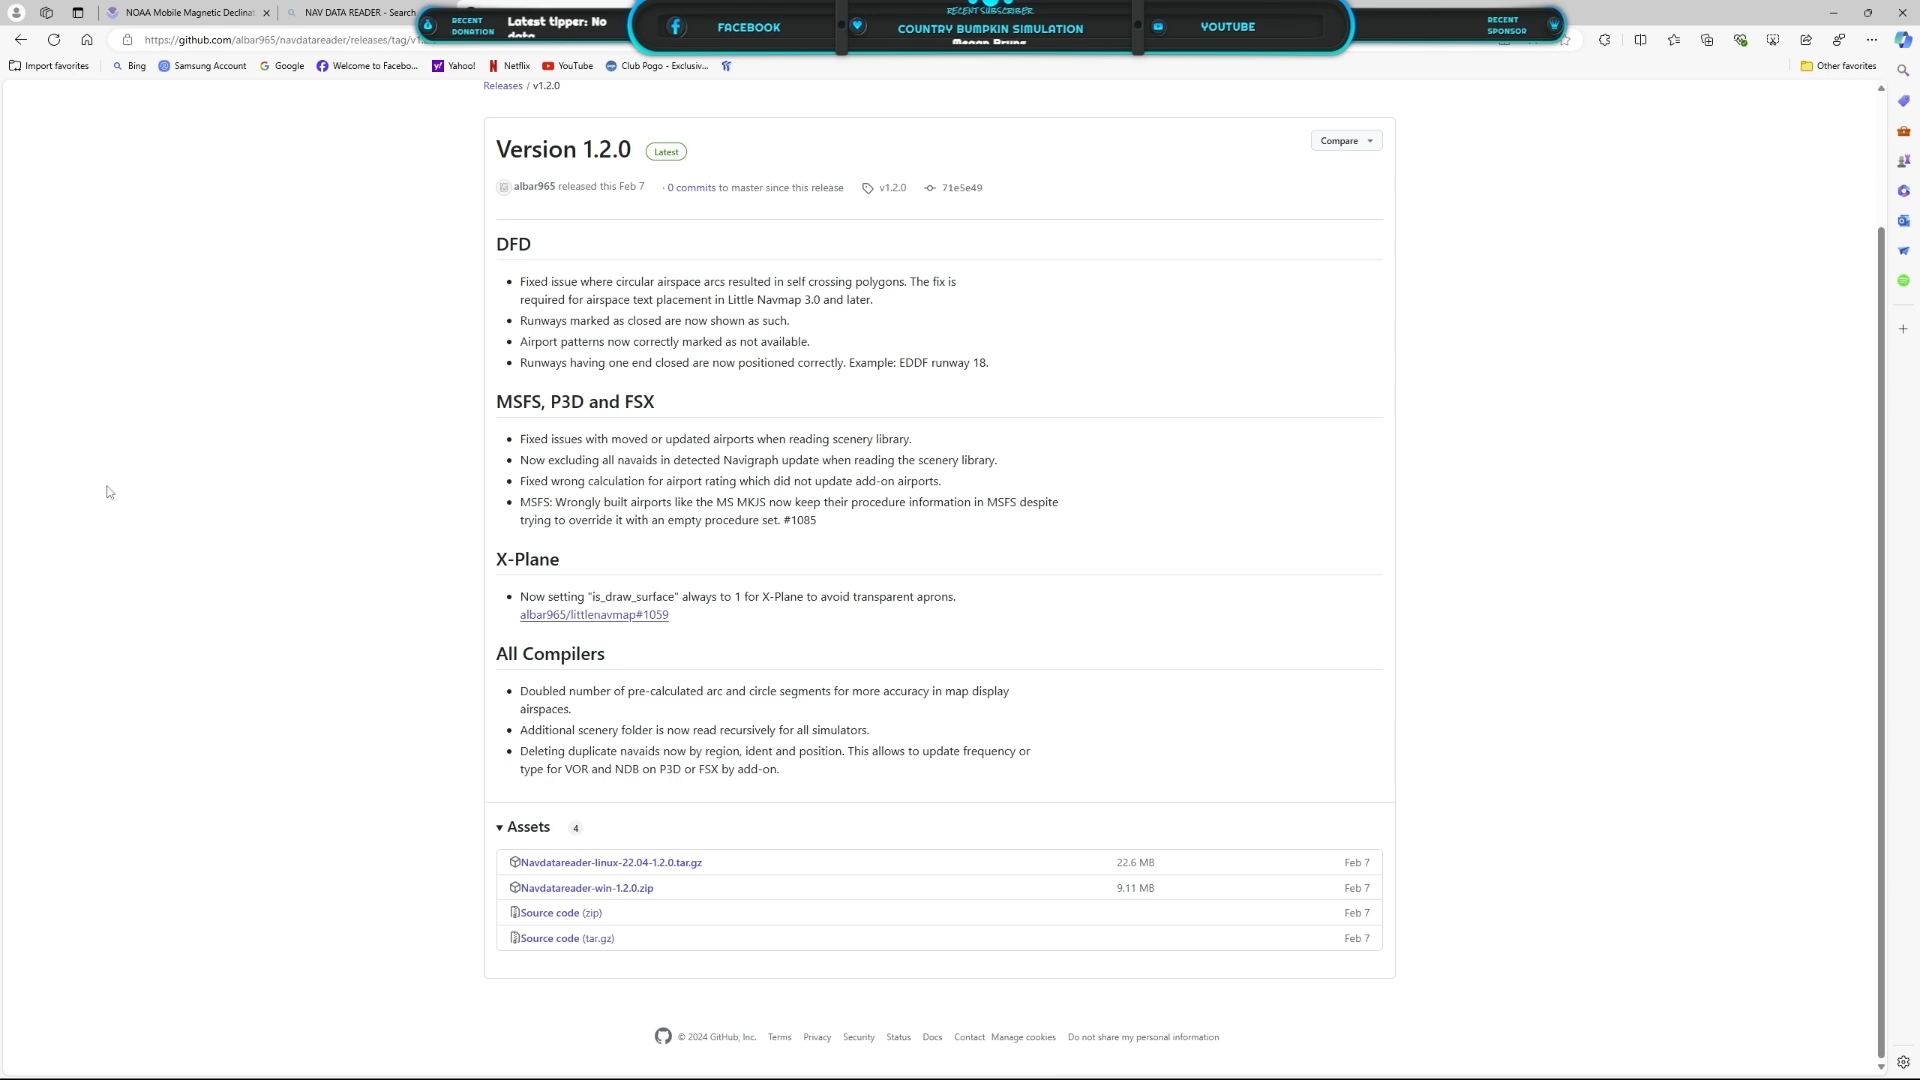 NOAA Mobile Magnetic Declinat
NAV DATA READER - Search
RECENT DONATION
Latest tipper: No data
FACEBOOK
RECENT SUBSCRIBER
COUNTRY BUMPKIN SIMULATION
YOUTUBE
RECENT SPONSOR
https://github.com/albar965/navdatareader/releases/tag/v1.
Import favorites
Bing
Samsung Account
Google
Welcome to Facebo...
Yahoo!
Netflix
YouTube
Club Pogo - Exclusiv...
Other favorites
Releases / v1.2.0
Version 1.2.0 Latest
Compare
albar965 released this Feb 7 · 0 commits to master since this release v1.2.0 71e5e49
DFD
• Fixed issue where circular airspace arcs resulted in self crossing polygons. The fix is
required for airspace text placement in Little Navmap 3.0 and later.
• Runways marked as closed are now shown as such.
• Airport patterns now correctly marked as not available.
• Runways having one end closed are now positioned correctly. Example: EDDF runway 18.
MSFS, P3D and FSX
• Fixed issues with moved or updated airports when reading scenery library.
• Now excluding all navaids in detected Navigraph update when reading the scenery library.
• Fixed wrong calculation for airport rating which did not update add-on airports.
• MSFS: Wrongly built airports like the MS MKJS now keep their procedure information in MSFS despite
trying to override it with an empty procedure set. #1085
X-Plane
• Now setting "is_draw_surface" always to 1 for X-Plane to avoid transparent aprons.
albar965/littlenavmap#1059
All Compilers
• Doubled number of pre-calculated arc and circle segments for more accuracy in map display
airspaces.
• Additional scenery folder is now read recursively for all simulators.
• Deleting duplicate navaids now by region, ident and position. This allows to update frequency or
type for VOR and NDB on P3D or FSX by add-on.
Assets 4
Navdatareader-linux-22.04-1.2.0.tar.gz 22.6 MB Feb 7
Navdatareader-win-1.2.0.zip 9.11 MB Feb 7
Source code (zip) Feb 7
Source code (tar.gz) Feb 7
© 2024 GitHub, Inc. Terms Privacy Security Status Docs Contact Manage cookies Do not share my personal information